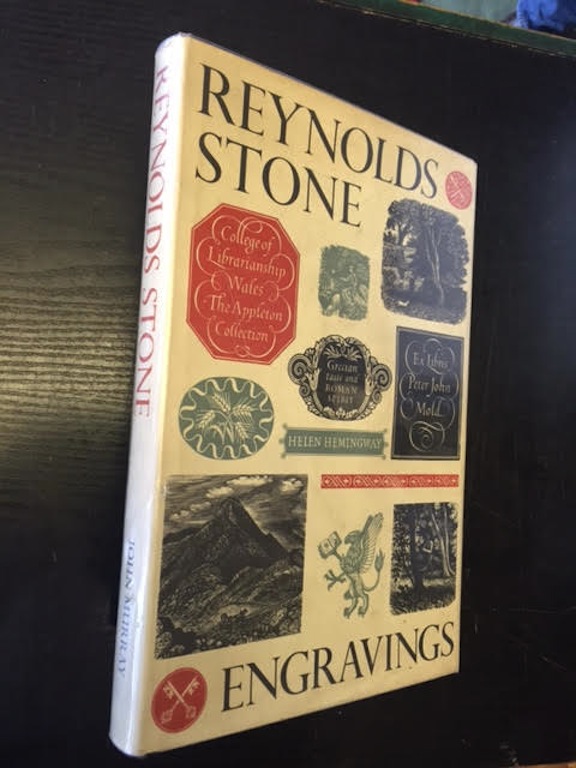 REYNOLDS
STONE
College of
Librarianship
Wales
The Appleton
Collection
Grecian
taste and
ROMAN
SPIRIT
Ex Libris
Peter John
Mold
HELEN HEMINGWAY
ENGRAVINGS
REYNOLDS STONE
JOHN MURRAY